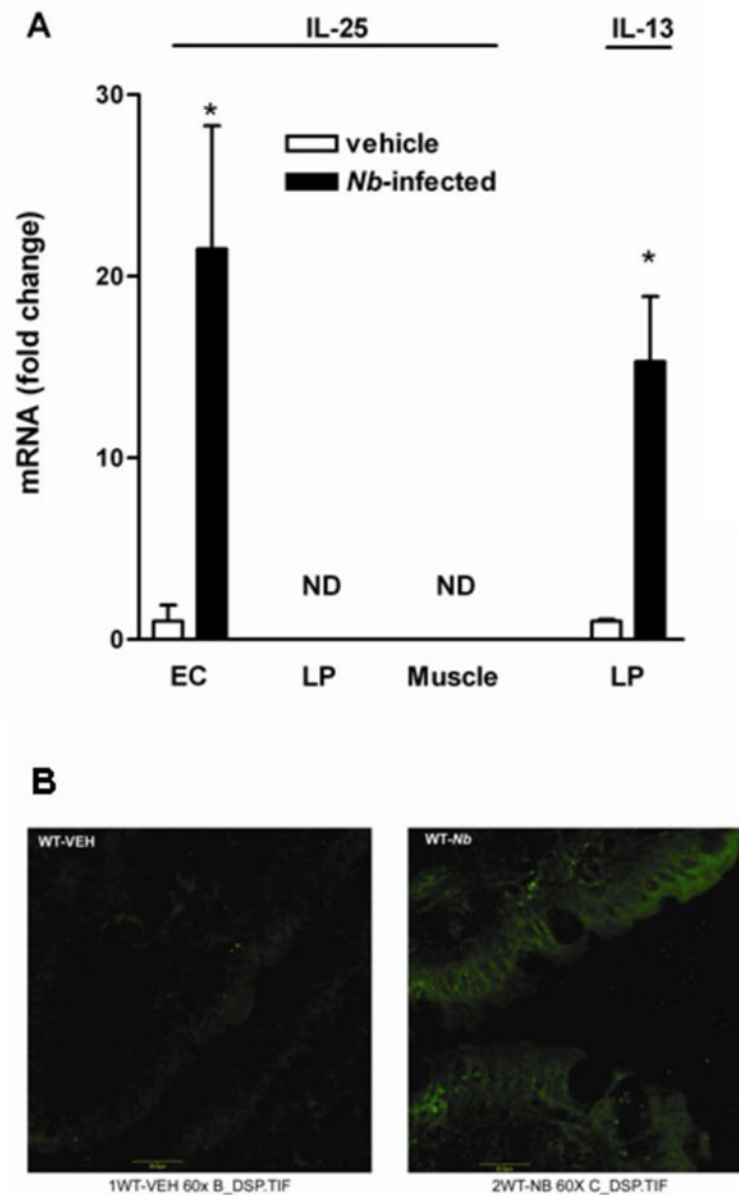 A
IL-25 IL-13
30
*
vehicle
Nb-infected
*
20
10
ND ND
0
mRNA (fold change)
EC LP Muscle LP
B
WT-VEH WT-Nb
1WT-VEH 60x B_DSP.TIF 2WT-NB 60X C_DSP.TIF